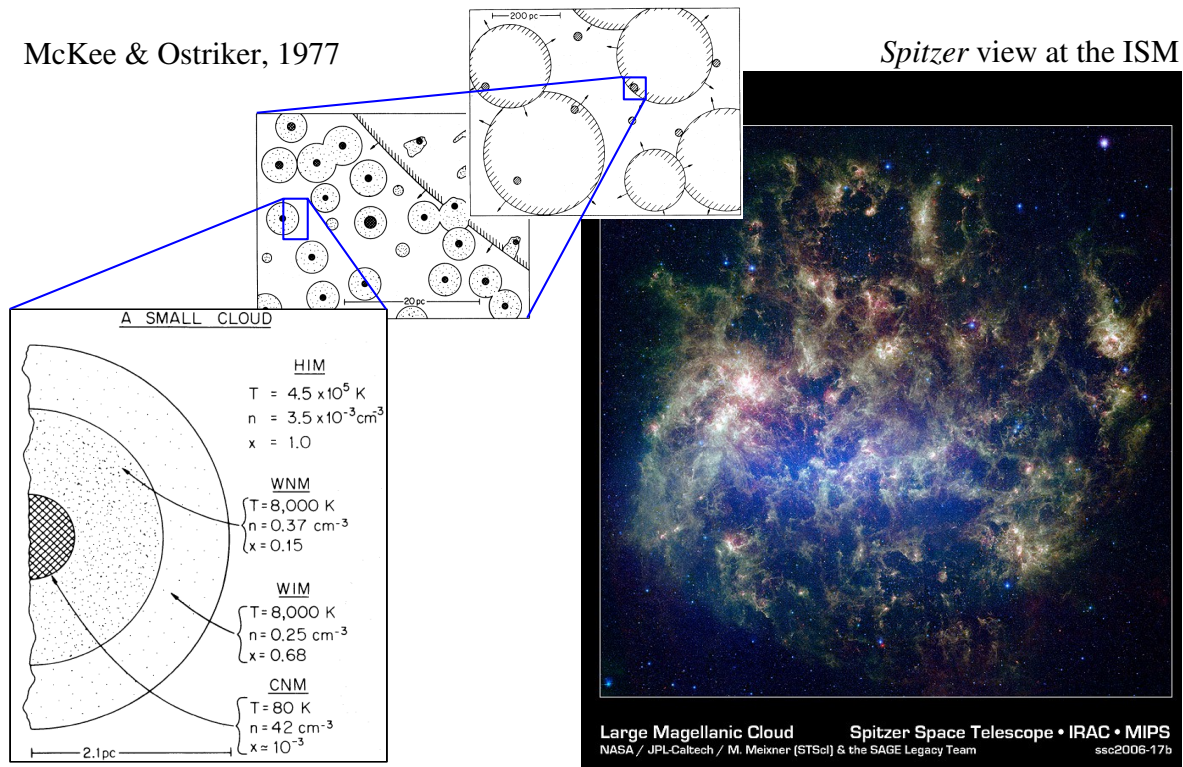 McKee & Ostriker, 1977
Spitzer view at the ISM
200 pc
20 pc
A SMALL CLOUD
HIM
T = 4.5 x 10⁵ K
n = 3.5 x 10⁻³ cm⁻³
x = 1.0
WNM
T = 8,000 K
n = 0.37 cm⁻³
x = 0.15
WIM
T = 8,000 K
n = 0.25 cm⁻³
x = 0.68
CNM
T = 80 K
n = 42 cm⁻³
x ≃ 10⁻³
2.1 pc
Large Magellanic Cloud Spitzer Space Telescope • IRAC • MIPS
NASA / JPL-Caltech / M. Meixner (STScI) & the SAGE Legacy Team ssc2006-17b